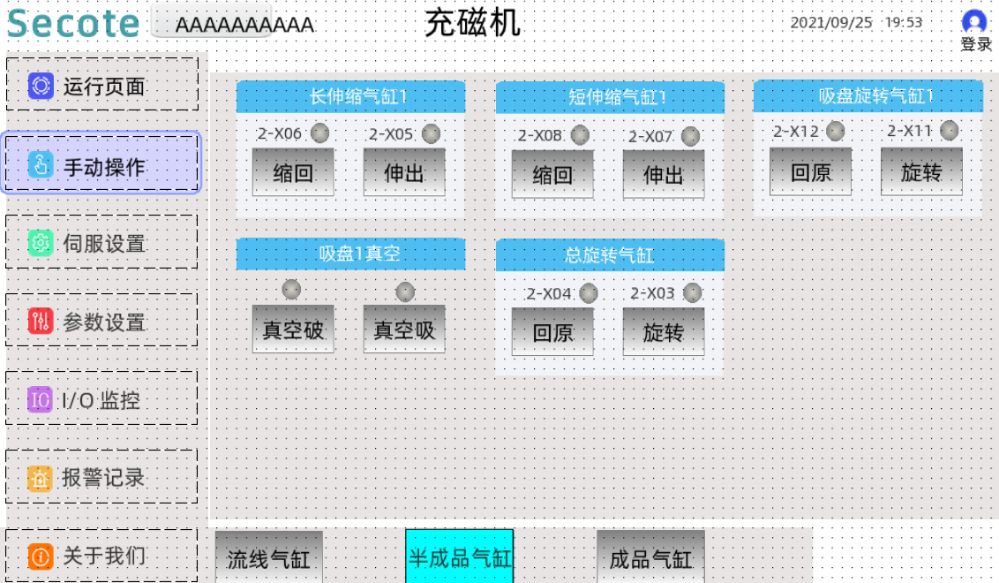 Secote
AAAAAAAAAA
充磁机
2021/09/25 19:53
登录
运行页面
手动操作
伺服设置
参数设置
IO I/O 监控
报警记录
关于我们
长伸缩气缸1
2-X06 2-X05
缩回 伸出
短伸缩气缸1
2-X08 2-X07
缩回 伸出
吸盘旋转气缸1
2-X12 2-X11
回原 旋转
吸盘1真空
真空破 真空吸
总旋转气缸
2-X04 2-X03
回原 旋转
流线气缸 半成品气缸 成品气缸